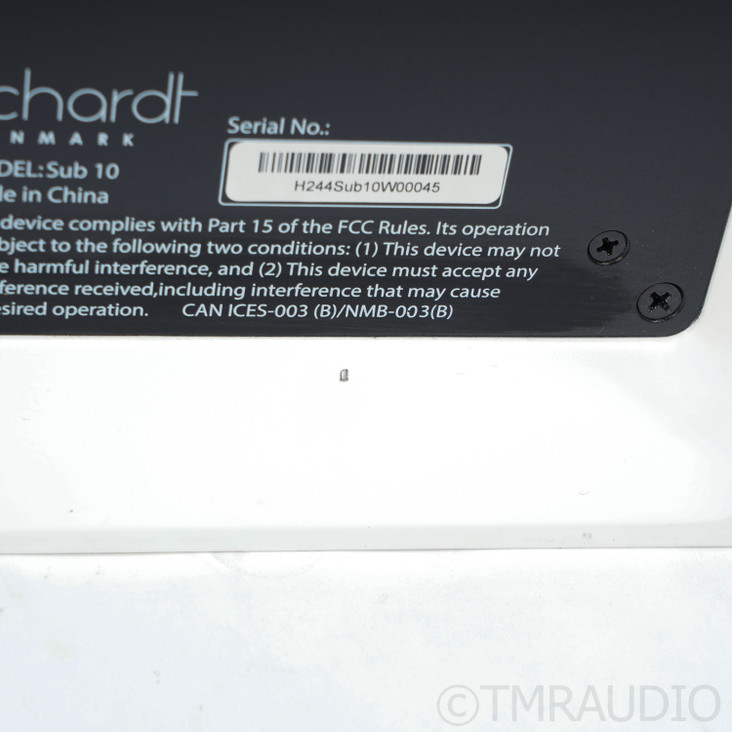 chardt
NMARK
DEL: Sub 10
de in China
Serial No.:
H244Sub10W00045
device complies with Part 15 of the FCC Rules. Its operation
bject to the following two conditions: (1) This device may not
e harmful interference, and (2) This device must accept any
ference received,including interference that may cause
esired operation. CAN ICES-003 (B)/NMB-003(B)
©TMRAUDIO